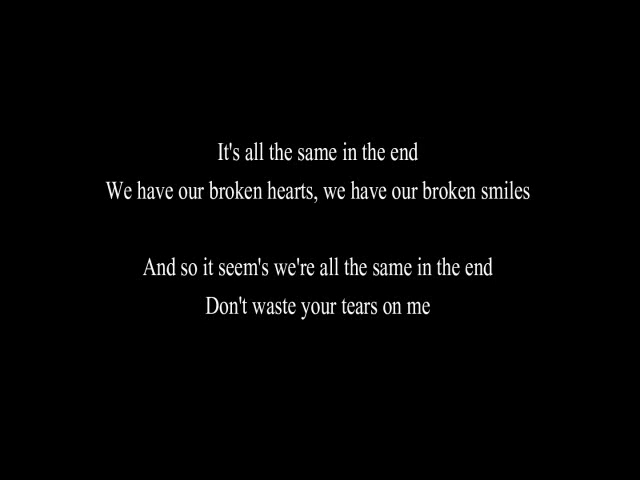 It's all the same in the end
We have our broken hearts, we have our broken smiles
And so it seem's we're all the same in the end
Don't waste your tears on me